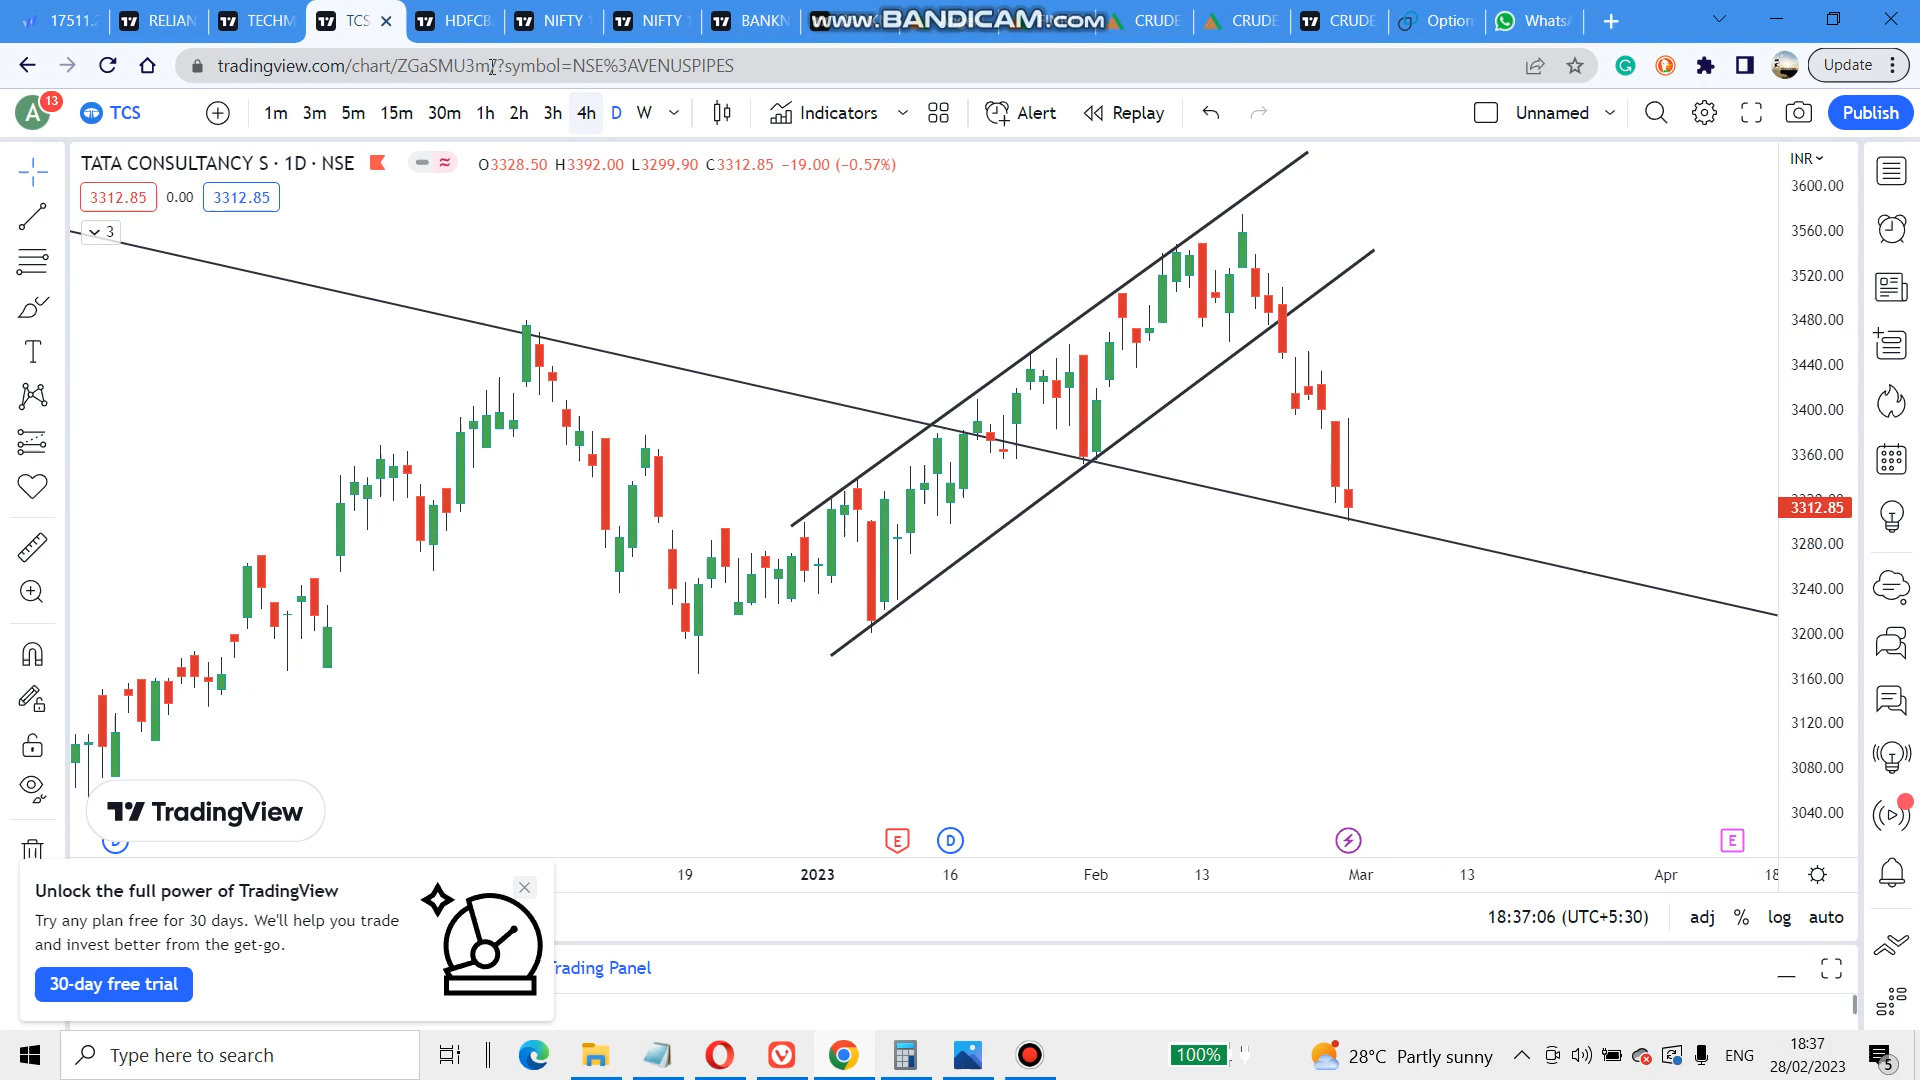 17511.
RELIAN
TECHM
TCS
HDFCB
NIFTY
NIFTY
BANKN
www.BANDICAM.com
CRUDE
CRUDE
CRUDE
Option
Whats
tradingview.com/chart/ZGaSMU3m/?symbol=NSE%3AVENUSPIPES
Update
A
13
TCS
1m 3m 5m 15m 30m 1h 2h 3h 4h D W
Indicators
Alert
Replay
Unnamed
Publish
TATA CONSULTANCY S · 1D · NSE
O3328.50 H3392.00 L3299.90 C3312.85 −19.00 (−0.57%)
INR
3312.85 0.00 3312.85
3
3600.00
3560.00
3520.00
3480.00
3440.00
3400.00
3360.00
3312.85
3280.00
3240.00
3200.00
3160.00
3120.00
3080.00
3040.00
TradingView
D
E
D
E
19 2023 16 Feb 13 Mar 13 Apr 18
Unlock the full power of TradingView
Try any plan free for 30 days. We'll help you trade
and invest better from the get-go.
30-day free trial
18:37:06 (UTC+5:30) adj % log auto
Trading Panel
Type here to search
100%
28°C Partly sunny
ENG
18:37
28/02/2023
5